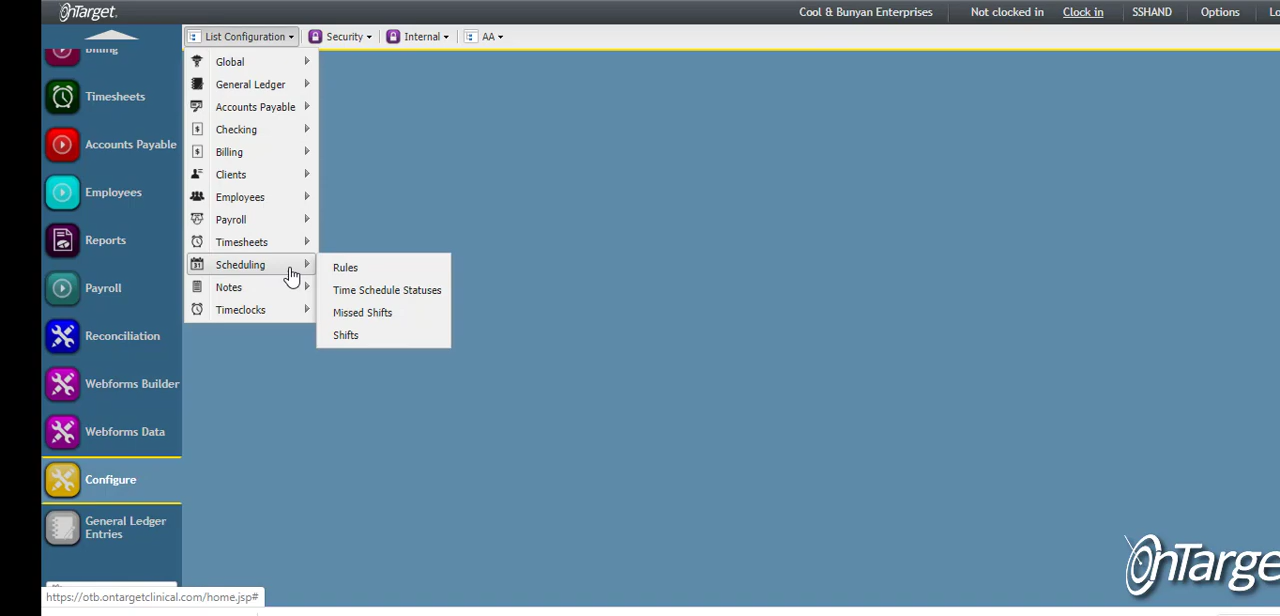 OnTarget
Cool & Bunyan Enterprises
Not clocked in
Clock in
SSHAND
Options
List Configuration
Security
Internal
AA
Billing
Timesheets
Accounts Payable
Employees
Reports
Payroll
Reconciliation
Webforms Builder
Webforms Data
Configure
General Ledger
Entries
Global
General Ledger
Accounts Payable
Checking
Billing
Clients
Employees
Payroll
Timesheets
Scheduling
Notes
Timeclocks
Rules
Time Schedule Statuses
Missed Shifts
Shifts
OnTarge
https://otb.ontargetclinical.com/home.jsp#